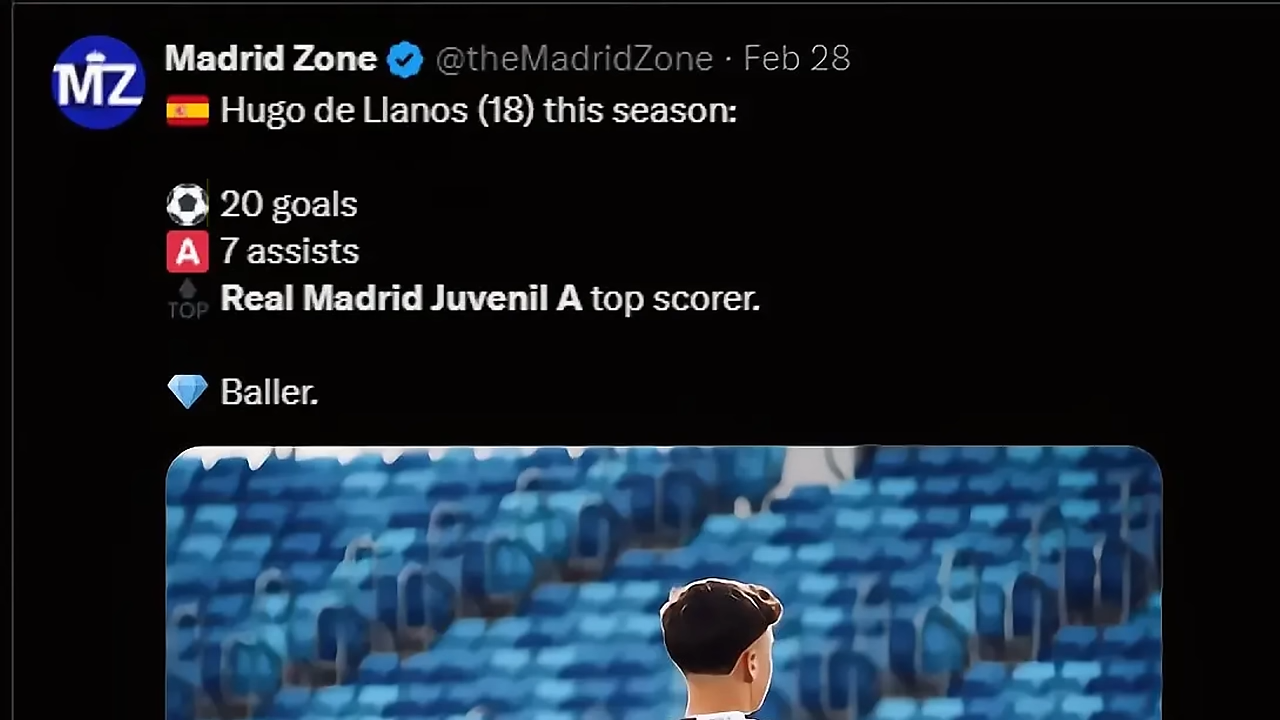 MZ Madrid Zone @theMadridZone · Feb 28
Hugo de Llanos (18) this season:
20 goals
A 7 assists
TOP Real Madrid Juvenil A top scorer.
Baller.